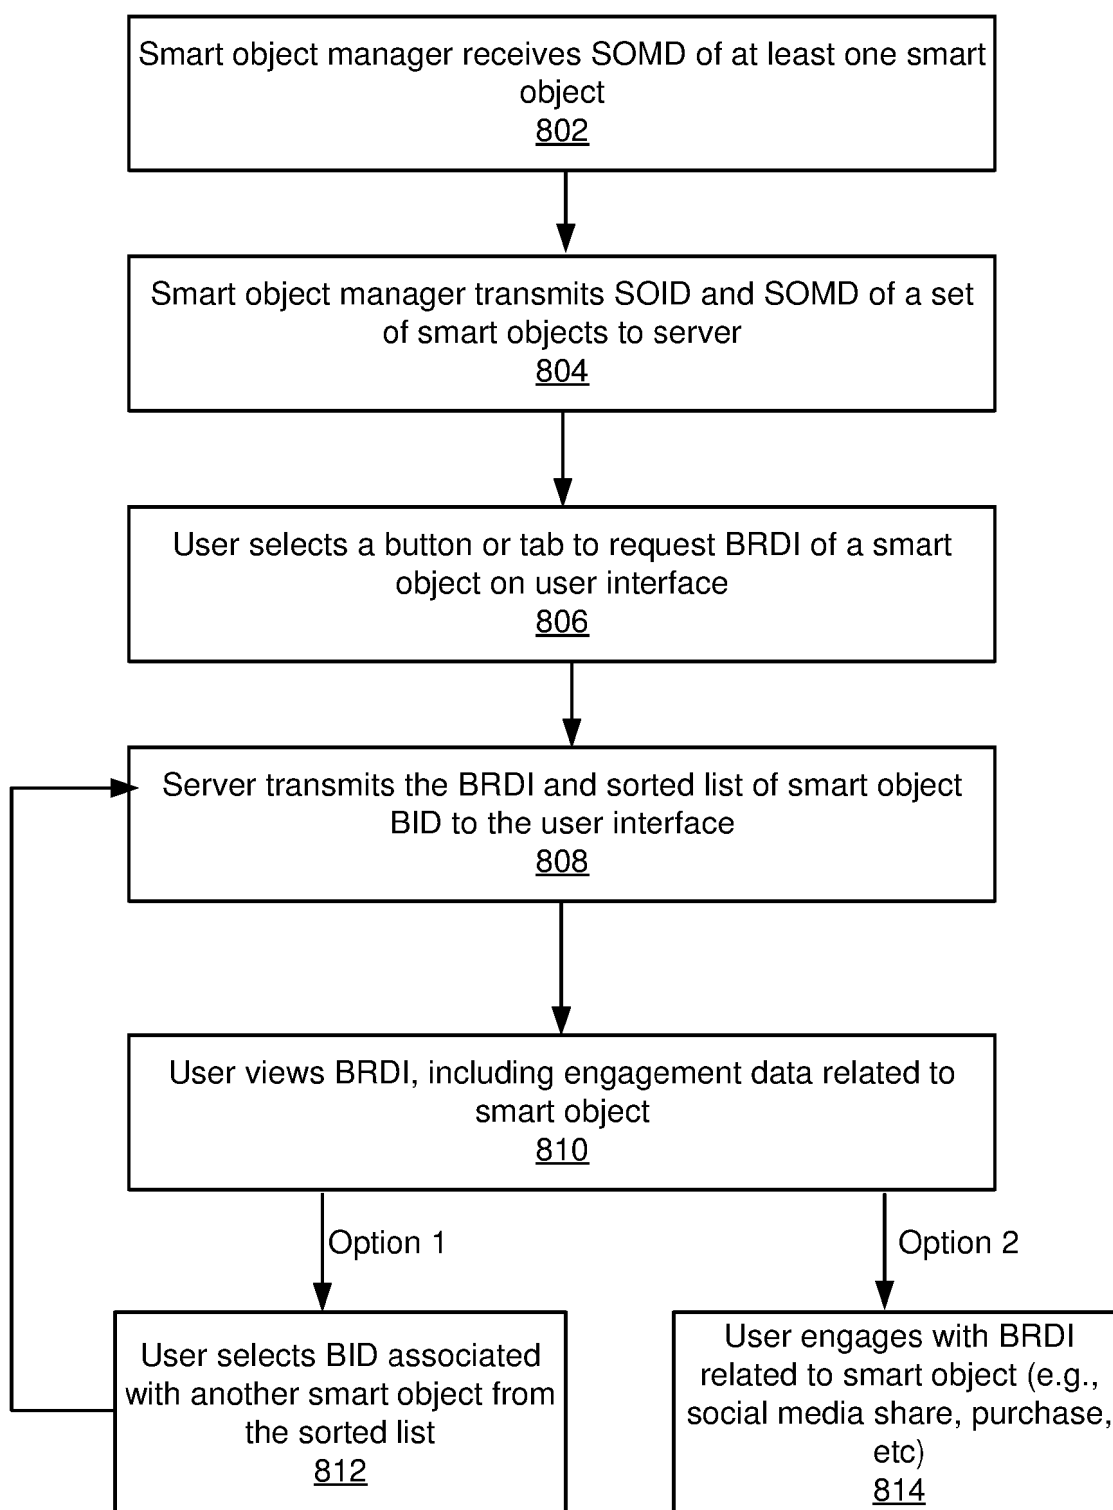 Smart object manager receives SOMD of at least one smart
object
802
Smart object manager transmits SOID and SOMD of a set
of smart objects to server
804
User selects a button or tab to request BRDI of a smart
object on user interface
806
Server transmits the BRDI and sorted list of smart object
BID to the user interface
808
User views BRDI, including engagement data related to
smart object
810
Option 1
Option 2
User selects BID associated
with another smart object from
the sorted list
812
User engages with BRDI
related to smart object (e.g.,
social media share, purchase,
etc)
814